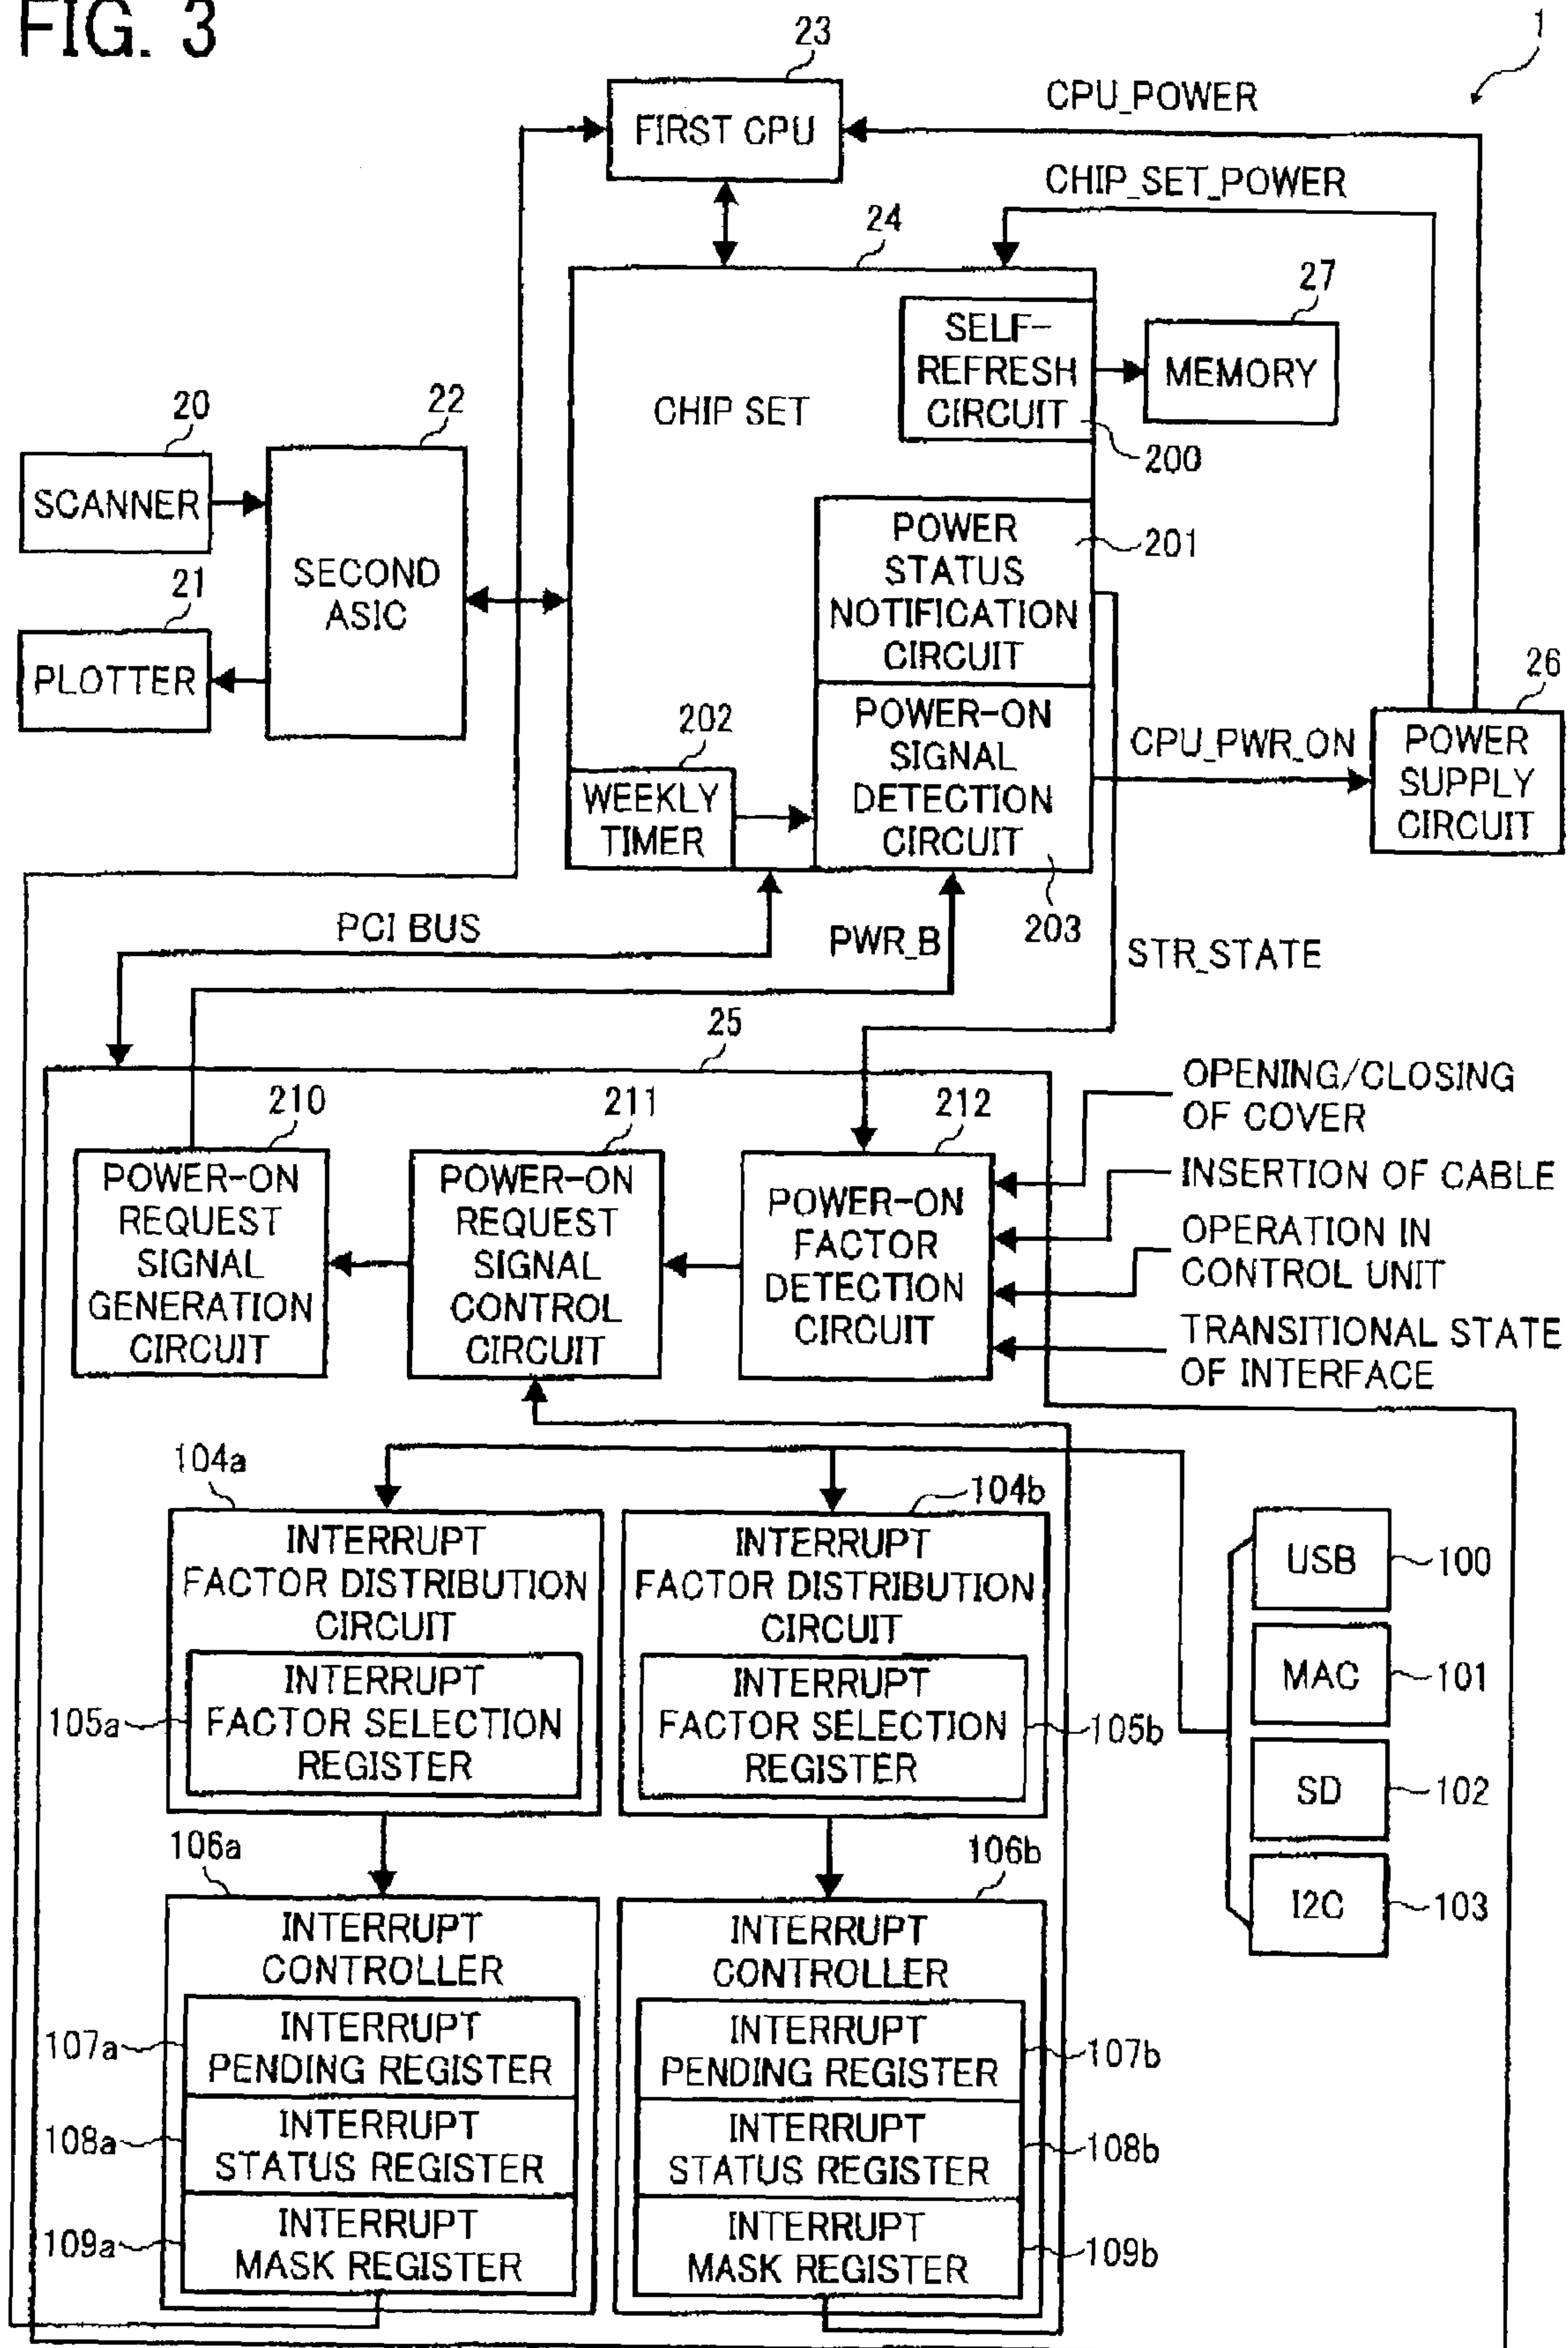 FIG. 3
1
23
FIRST CPU
CPU_POWER
CHIP_SET_POWER
24
27
SELF-
REFRESH
CIRCUIT
200
MEMORY
CHIP SET
20
SCANNER
22
SECOND
ASIC
21
PLOTTER
POWER
STATUS
NOTIFICATION
CIRCUIT
201
26
POWER
SUPPLY
CIRCUIT
202
WEEKLY
TIMER
POWER-ON
SIGNAL
DETECTION
CIRCUIT
203
CPU_PWR_ON
PCI BUS
PWR_B
STR_STATE
25
210
POWER-ON
REQUEST
SIGNAL
GENERATION
CIRCUIT
211
POWER-ON
REQUEST
SIGNAL
CONTROL
CIRCUIT
212
POWER-ON
FACTOR
DETECTION
CIRCUIT
OPENING/CLOSING
OF COVER
INSERTION OF CABLE
OPERATION IN
CONTROL UNIT
TRANSITIONAL STATE
OF INTERFACE
104a
INTERRUPT
FACTOR DISTRIBUTION
CIRCUIT
105a
INTERRUPT
FACTOR SELECTION
REGISTER
104b
INTERRUPT
FACTOR DISTRIBUTION
CIRCUIT
INTERRUPT
FACTOR SELECTION
REGISTER
105b
USB
100
MAC
101
SD
102
I2C
103
106a
INTERRUPT
CONTROLLER
107a
INTERRUPT
PENDING REGISTER
108a
INTERRUPT
STATUS REGISTER
109a
INTERRUPT
MASK REGISTER
106b
INTERRUPT
CONTROLLER
INTERRUPT
PENDING REGISTER
107b
INTERRUPT
STATUS REGISTER
108b
INTERRUPT
MASK REGISTER
109b